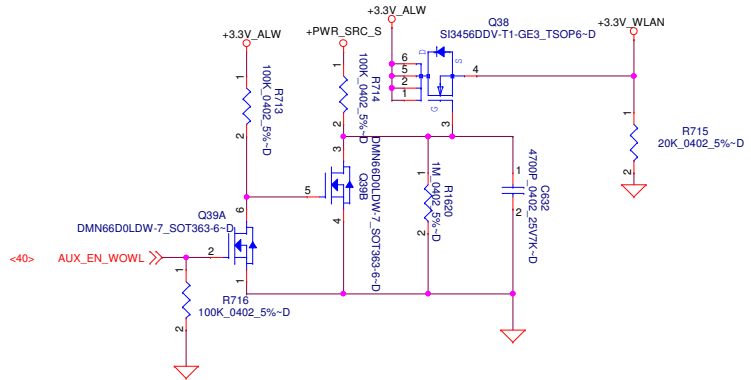 Q38
SI3456DDV-T1-GE3_TSOP6~D
+3.3V_ALW
+3.3V_ALW
+PWR_SRC_S
+3.3V_WLAN
D
S
G
6
5
2
1
4
3
1
R713
100K_0402_5%~D
2
1
R714
100K_0402_5%~D
2
3
5
DMN66D0LDW-7_SOT363-6~D
Q39B
4
1
R1620
1M_0402_5%~D
2
1
C632
4700P_0402_25V7K~D
2
1
R715
20K_0402_5%~D
2
Q39A
DMN66D0LDW-7_SOT363-6~D
6
2
1
<40>
AUX_EN_WOWL
1
R716
100K_0402_5%~D
2